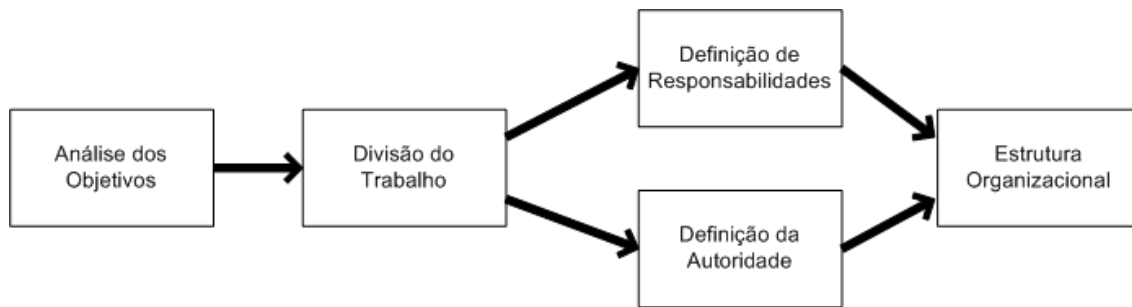 Análise dos
Objetivos
Divisão do
Trabalho
Definição de
Responsabilidades
Definição da
Autoridade
Estrutura
Organizacional